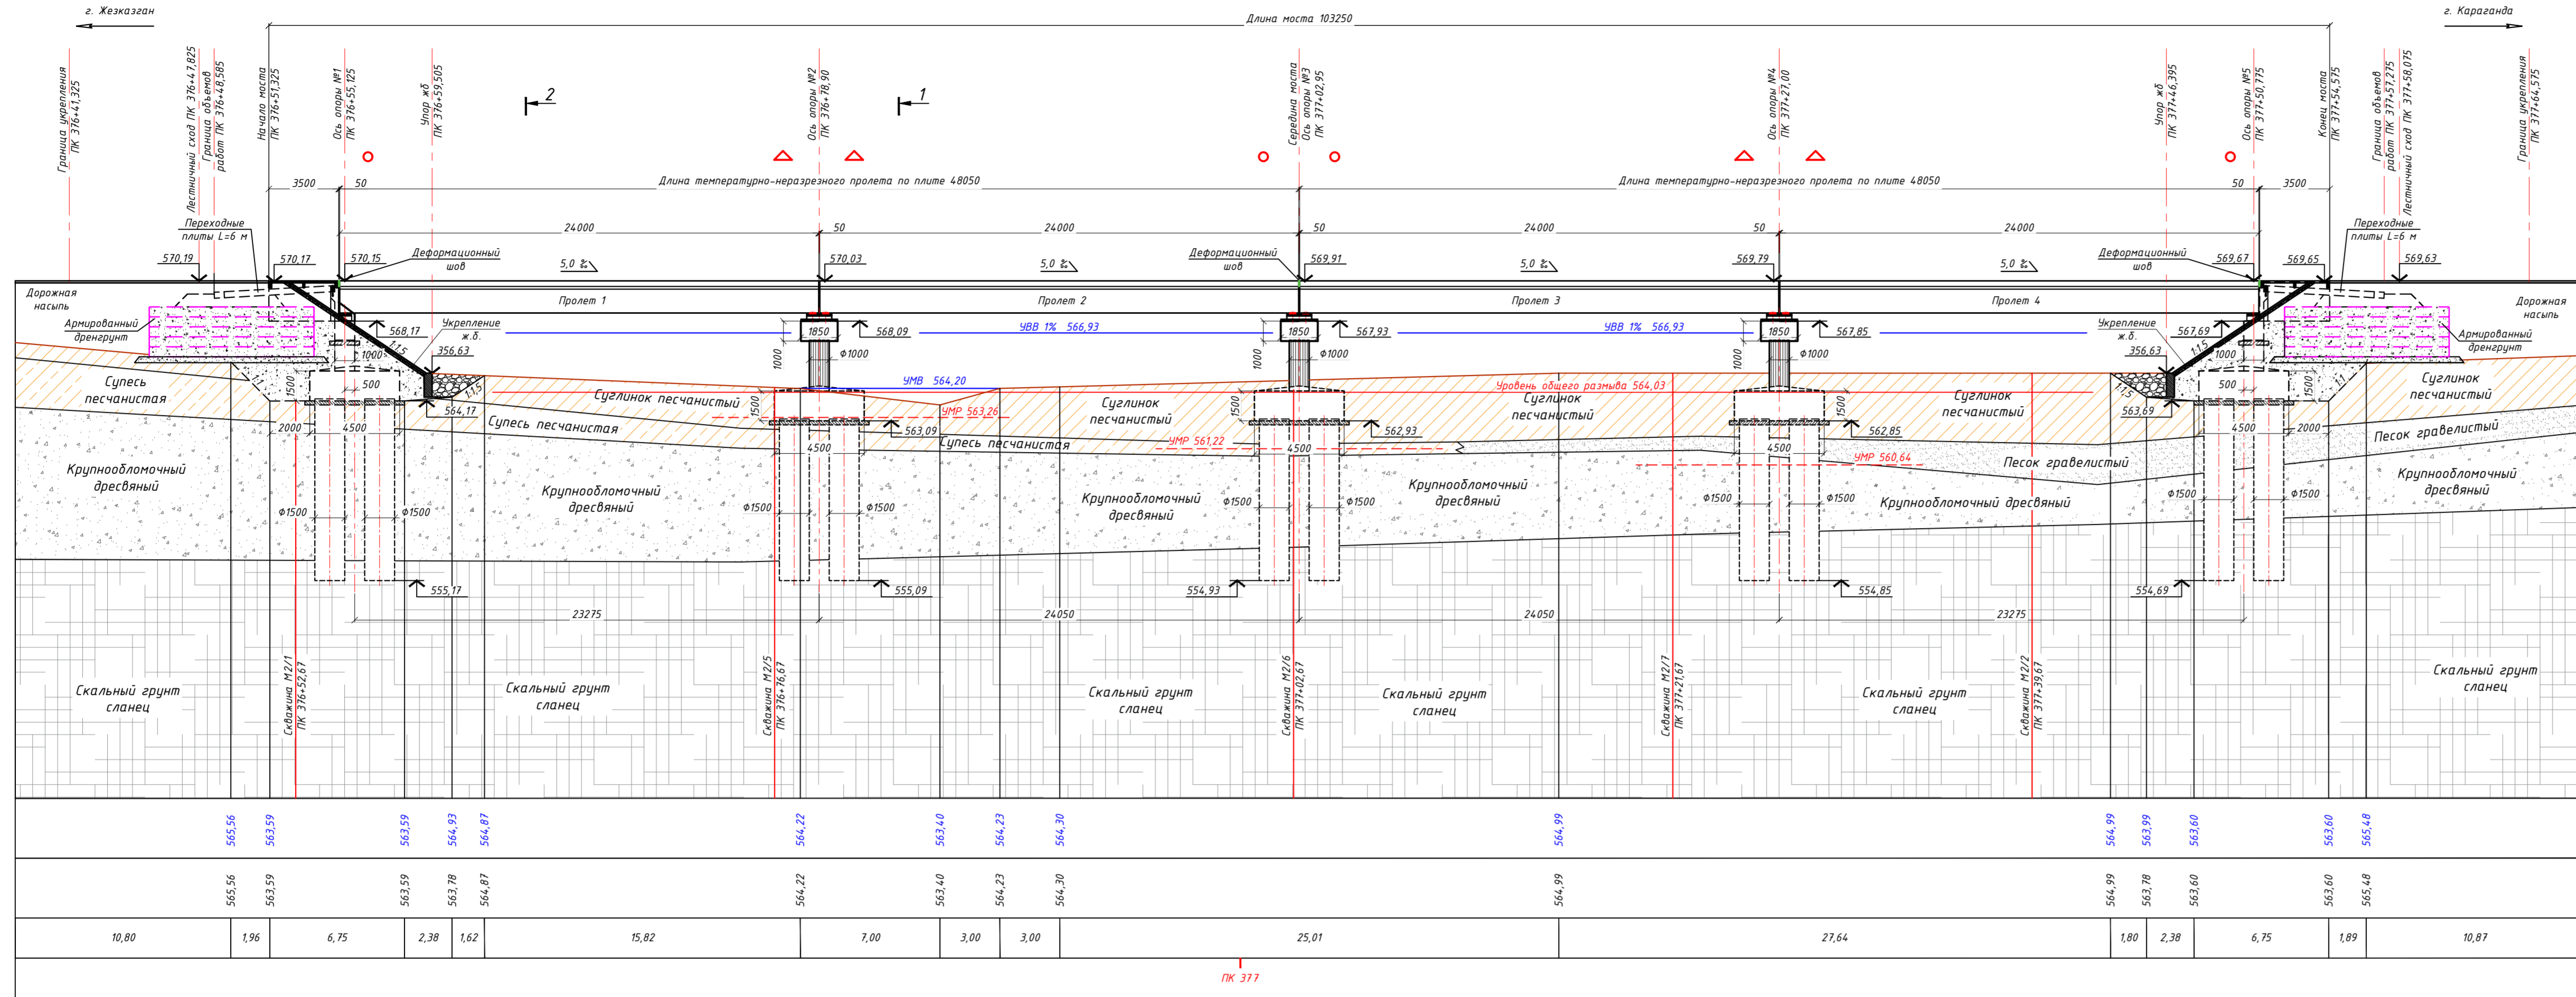 г. Жезказган
г. Караганда
Длина моста 103250
Граница укрепления
ПК 376+41,325
Лестничный сход ПК 376+47,825
Граница объемов
работ ПК 376+48,585
Начало моста
ПК 376+51,325
Ось опоры №1
ПК 376+55,125
Упор жб
ПК 376+59,505
2
Ось опоры №2
ПК 376+78,90
1
Середина моста
Ось опоры №3
ПК 377+02,95
Ось опоры №4
ПК 377+27,00
Упор жб
ПК 377+46,395
Ось опоры №5
ПК 377+50,775
Конец моста
ПК 377+54,575
Граница объемов
работ ПК 377+57,275
Лестничный сход ПК 377+58,075
Граница укрепления
ПК 377+64,575
3500
50
Длина температурно-неразрезного пролета по плите 48050
Длина температурно-неразрезного пролета по плите 48050
50
3500
Переходные
плиты L=6 м
24000
50
24000
50
24000
50
24000
Переходные
плиты L=6 м
570,19
570,17
570,15
Деформационный
шов
5,0 ‰
570,03
5,0 ‰
Деформационный
шов
569,91
5,0 ‰
569,79
5,0 ‰
Деформационный
шов
569,67
569,65
569,63
Дорожная
насыпь
Пролет 1
Пролет 2
Пролет 3
Пролет 4
Дорожная
насыпь
Армированный
дренгрунт
568,17
Укрепление
ж.б.
1:1,5
1000
356,63
1850
568,09
1000
Ф1000
УВВ 1% 566,93
1850
567,93
1000
Ф1000
УВВ 1% 566,93
1850
567,85
1000
Ф1000
Укрепление
ж.б.
567,69
356,63
1:1,5
1000
Армированный
дренгрунт
Супесь
песчанистая
1500
500
1:1,5
564,17
Суглинок песчанистый
Супесь песчанистая
1500
УМВ 564,20
УМР 563,26
563,09
Суглинок
песчанистый
Супесь песчанистая
УМР 561,22
1500
562,93
Уровень общего размыва 564,03
Суглинок
песчанистый
1500
562,85
УМР 560,64
Суглинок
песчанистый
1:1,5
563,69
500
1500
1:1
Суглинок
песчанистый
2000
4500
4500
4500
4500
4500
2000
Песок гравелистый
Песок гравелистый
Крупнообломочный
дресвяный
Крупнообломочный
дресвяный
Крупнообломочный
дресвяный
Крупнообломочный
дресвяный
Крупнообломочный дресвяный
Крупнообломочный
дресвяный
Ф1500
Ф1500
Ф1500
Ф1500
Ф1500
Ф1500
Ф1500
Ф1500
Ф1500
Ф1500
555,17
555,09
554,93
554,85
554,69
23275
24050
24050
23275
Скважина М2/1
ПК 376+52,67
Скважина М2/5
ПК 376+76,67
Скважина М2/6
ПК 377+02,67
Скважина М2/7
ПК 377+21,67
Скважина М2/2
ПК 377+39,67
Скальный грунт
сланец
Скальный грунт
сланец
Скальный грунт
сланец
Скальный грунт
сланец
Скальный грунт
сланец
Скальный грунт
сланец
565,56
563,59
563,59
564,93
564,87
564,22
563,40
564,23
564,30
564,99
564,99
563,99
563,60
563,60
565,48
565,56
563,59
563,59
563,78
564,87
564,22
563,40
564,23
564,30
564,99
564,99
563,78
563,60
563,60
565,48
10,80
1,96
6,75
2,38
1,62
15,82
7,00
3,00
3,00
25,01
27,64
1,80
2,38
6,75
1,89
10,87
ПК 377